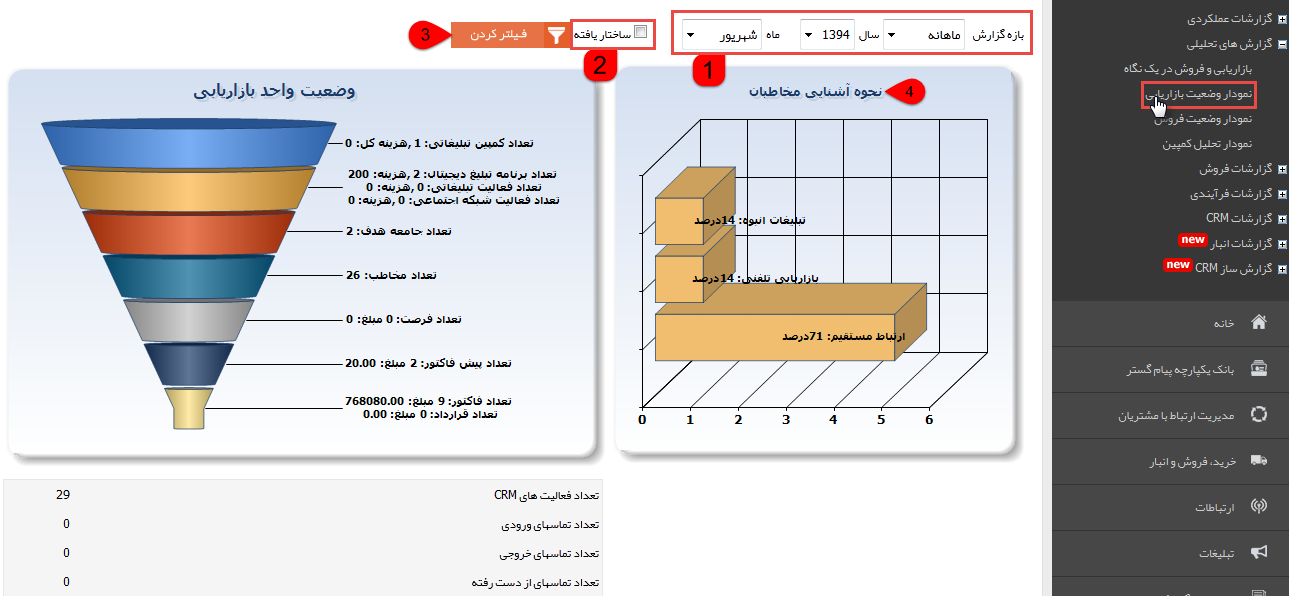 گزارشات عملکردی
گزارش های تحلیلی
بازاریابی و فروش در یک نگاه
نمودار وضعیت بازاریابی
نمودار وضعیت فروش
نمودار تحلیل کمپین
گزارشات فروش
گزارشات فرآیندی
گزارشات CRM
گزارشات انبار new
گزارش ساز CRM new
خانه
بانک یکپارچه پیام گستر
مدیریت ارتباط با مشتریان
خرید، فروش و انبار
ارتباطات
تبلیغات
بازه گزارش ماهانه سال 1394 ماه شهریور
1
ساختار یافته
2
فیلتر کردن
3
نحوه آشنایی مخاطبان
4
تبلیغات انبوه: 14درصد
بازاریابی تلفنی: 14درصد
ارتباط مستقیم: 71درصد
0 1 2 3 4 5 6
وضعیت واحد بازاریابی
تعداد کمپین تبلیغاتی: 1 ,هزینه کل: 0
تعداد برنامه تبلیغ دیجیتال: 2 ,هزینه: 200
تعداد فعالیت تبلیغاتی: 0 ,هزینه: 0
تعداد فعالیت شبکه اجتماعی: 0 ,هزینه: 0
تعداد جامعه هدف: 2
تعداد مخاطب: 26
تعداد فرصت: 0 مبلغ: 0
تعداد پیش فاکتور: 2 مبلغ: 20.00
تعداد فاکتور: 9 مبلغ: 768080.00
تعداد قرارداد: 0 مبلغ: 0.00
تعداد فعالیت های CRM 29
تعداد تماسهای ورودی 0
تعداد تماسهای خروجی 0
تعداد تماسهای از دست رفته 0